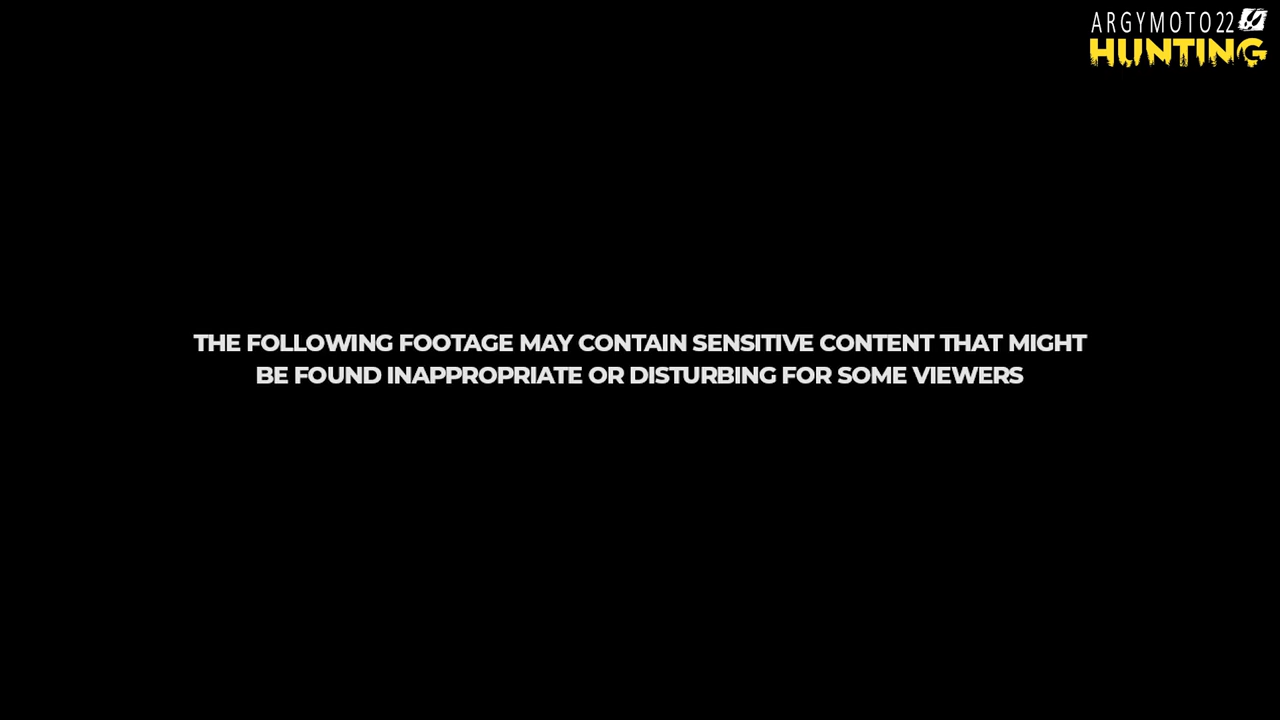 ARGYMOTO22
HUNTING
THE FOLLOWING FOOTAGE MAY CONTAIN SENSITIVE CONTENT THAT MIGHT
BE FOUND INAPPROPRIATE OR DISTURBING FOR SOME VIEWERS